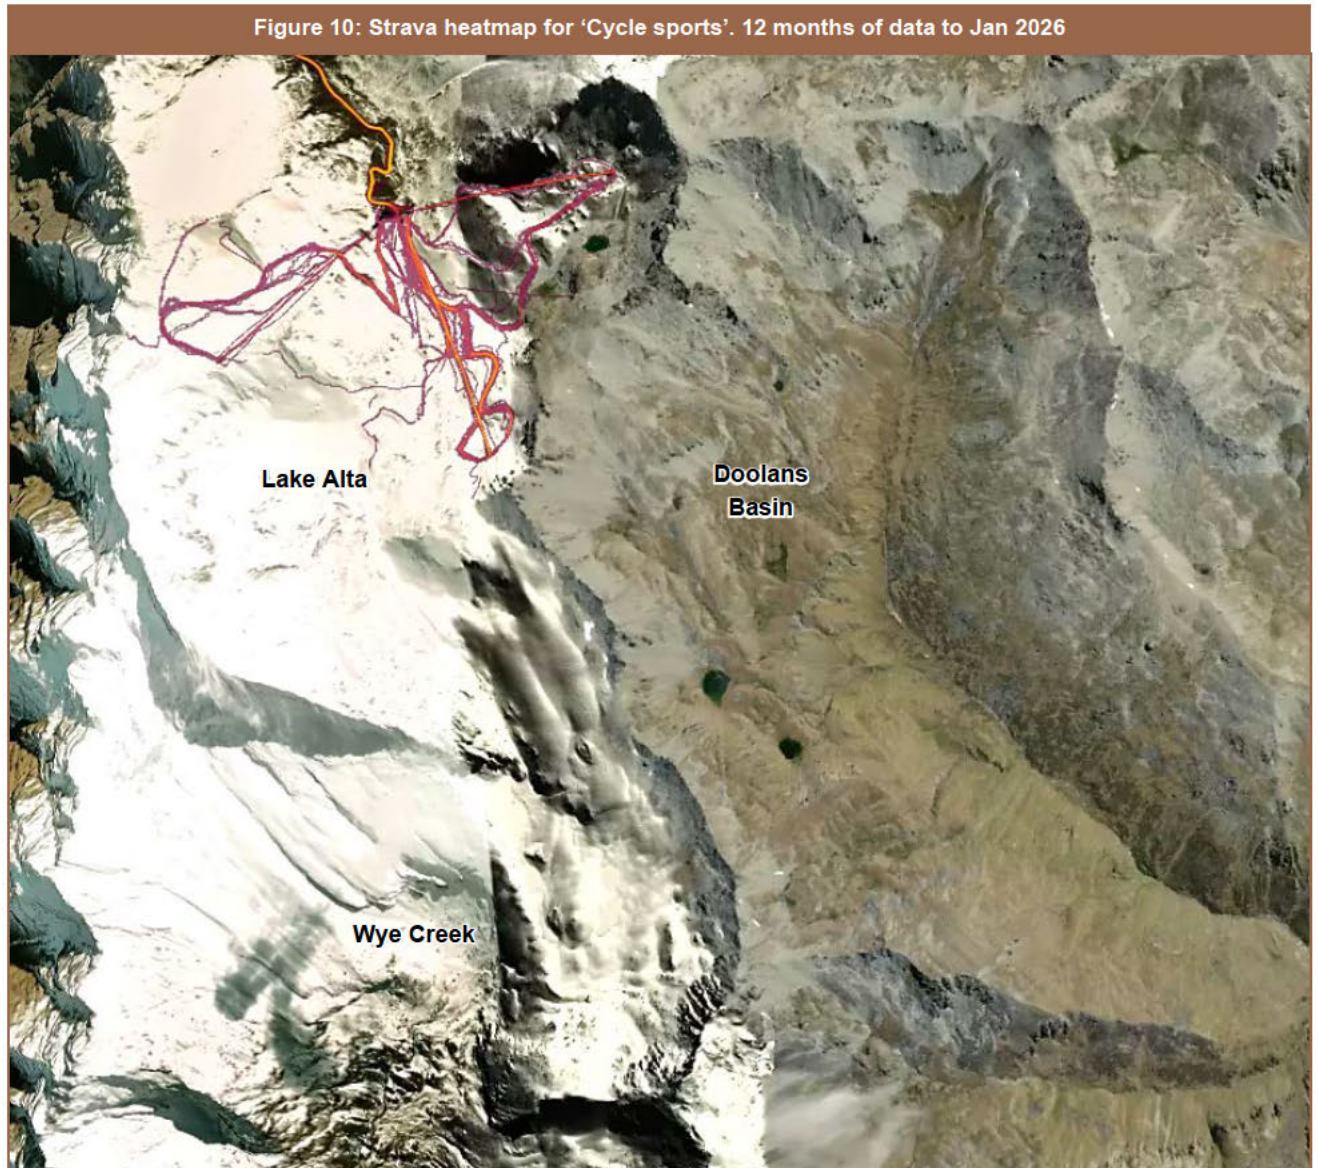 Figure 10: Strava heatmap for ‘Cycle sports’. 12 months of data to Jan 2026
Lake Alta
Doolans
Basin
Wye Creek